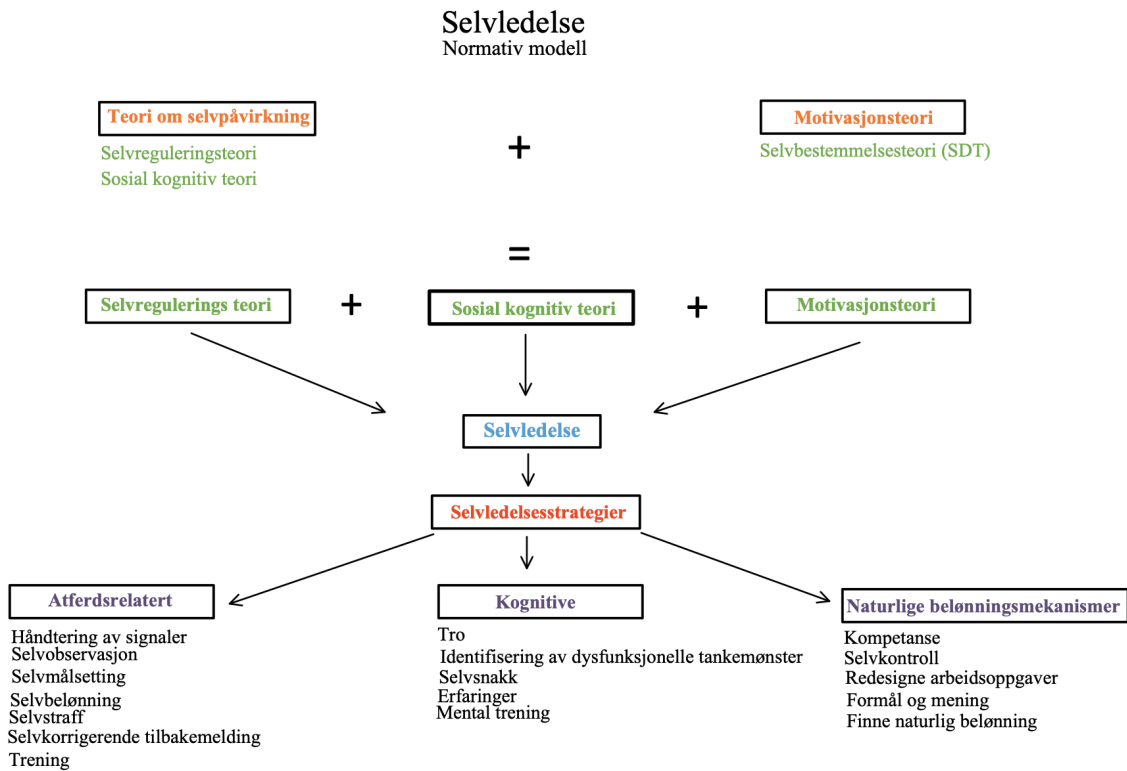 Selvledelse
Normativ modell
Teori om selvpåvirkning
Selvreguleringsteori
Sosial kognitiv teori
+
Motivasjonsteori
Selvbestemmelsesteori (SDT)
=
Selvregulerings teori
+
Sosial kognitiv teori
+
Motivasjonsteori
Selvledelse
Selvledelsesstrategier
Atferdsrelatert
Håndtering av signaler
Selvobservasjon
Selvmålsetting
Selvbelønning
Selvstraff
Selvkorrigerende tilbakemelding
Trening
Kognitive
Tro
Identifisering av dysfunksjonelle tankemønster
Selvsnakk
Erfaringer
Mental trening
Naturlige belønningsmekanismer
Kompetanse
Selvkontroll
Redesigne arbeidsoppgaver
Formål og mening
Finne naturlig belønning